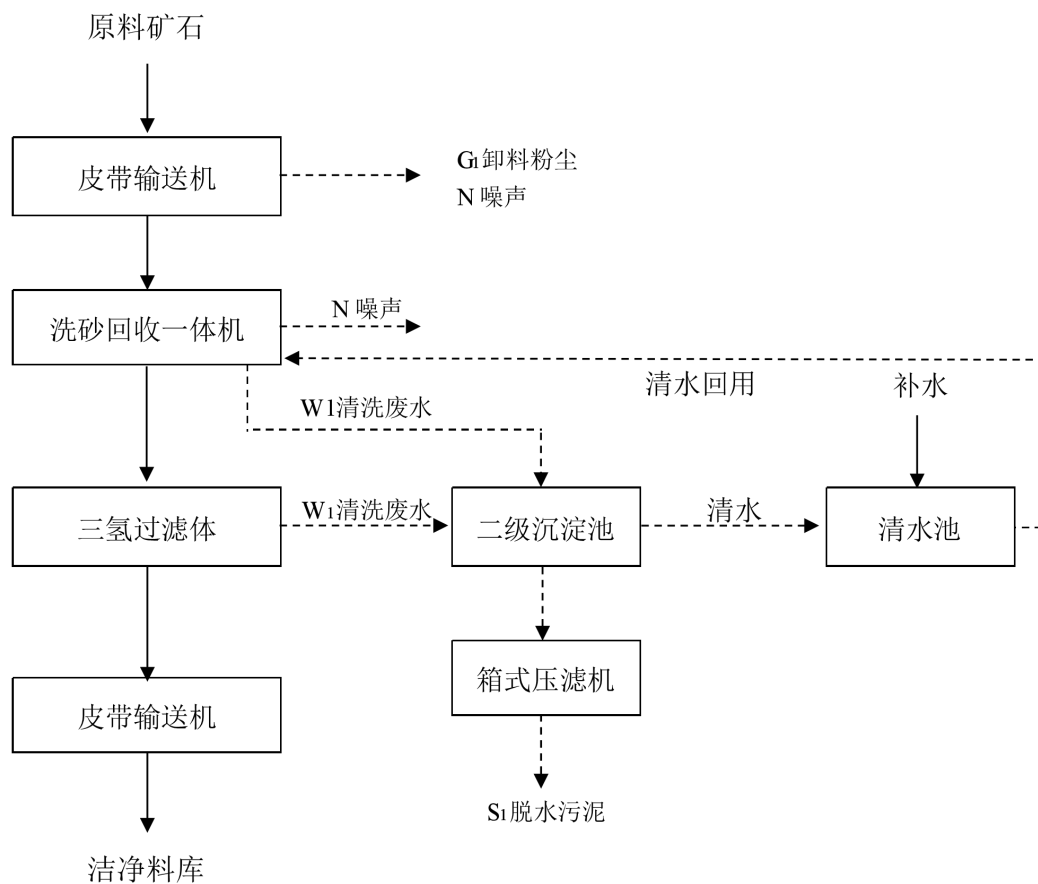 原料矿石
皮带输送机
G₁卸料粉尘
N 噪声
洗砂回收一体机
N 噪声
清水回用
补水
W1清洗废水
三氢过滤体
W₁清洗废水
二级沉淀池
清水
清水池
箱式压滤机
皮带输送机
S₁脱水污泥
洁净料库